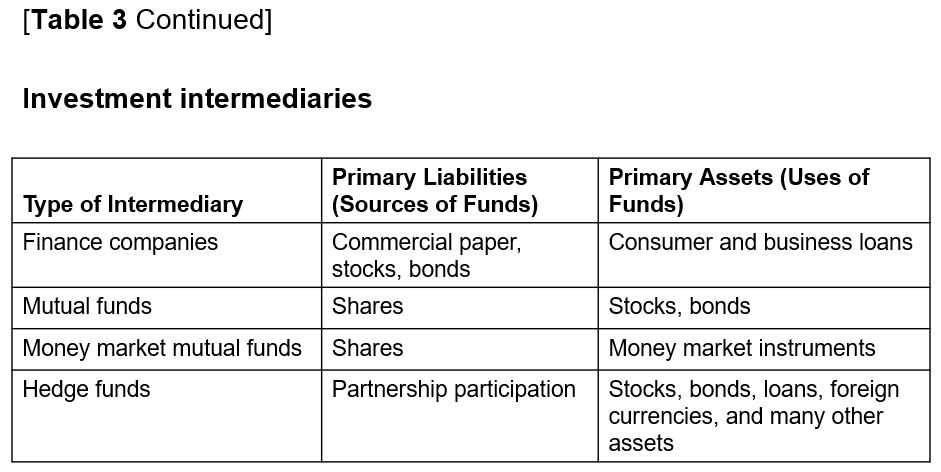 [Table 3 Continued]
Investment intermediaries
Type of Intermediary
Primary Liabilities
(Sources of Funds)
Primary Assets (Uses of
Funds)
Finance companies
Commercial paper,
stocks, bonds
Consumer and business loans
Mutual funds
Shares
Stocks, bonds
Money market mutual funds
Shares
Money market instruments
Hedge funds
Partnership participation
Stocks, bonds, loans, foreign
currencies, and many other
assets